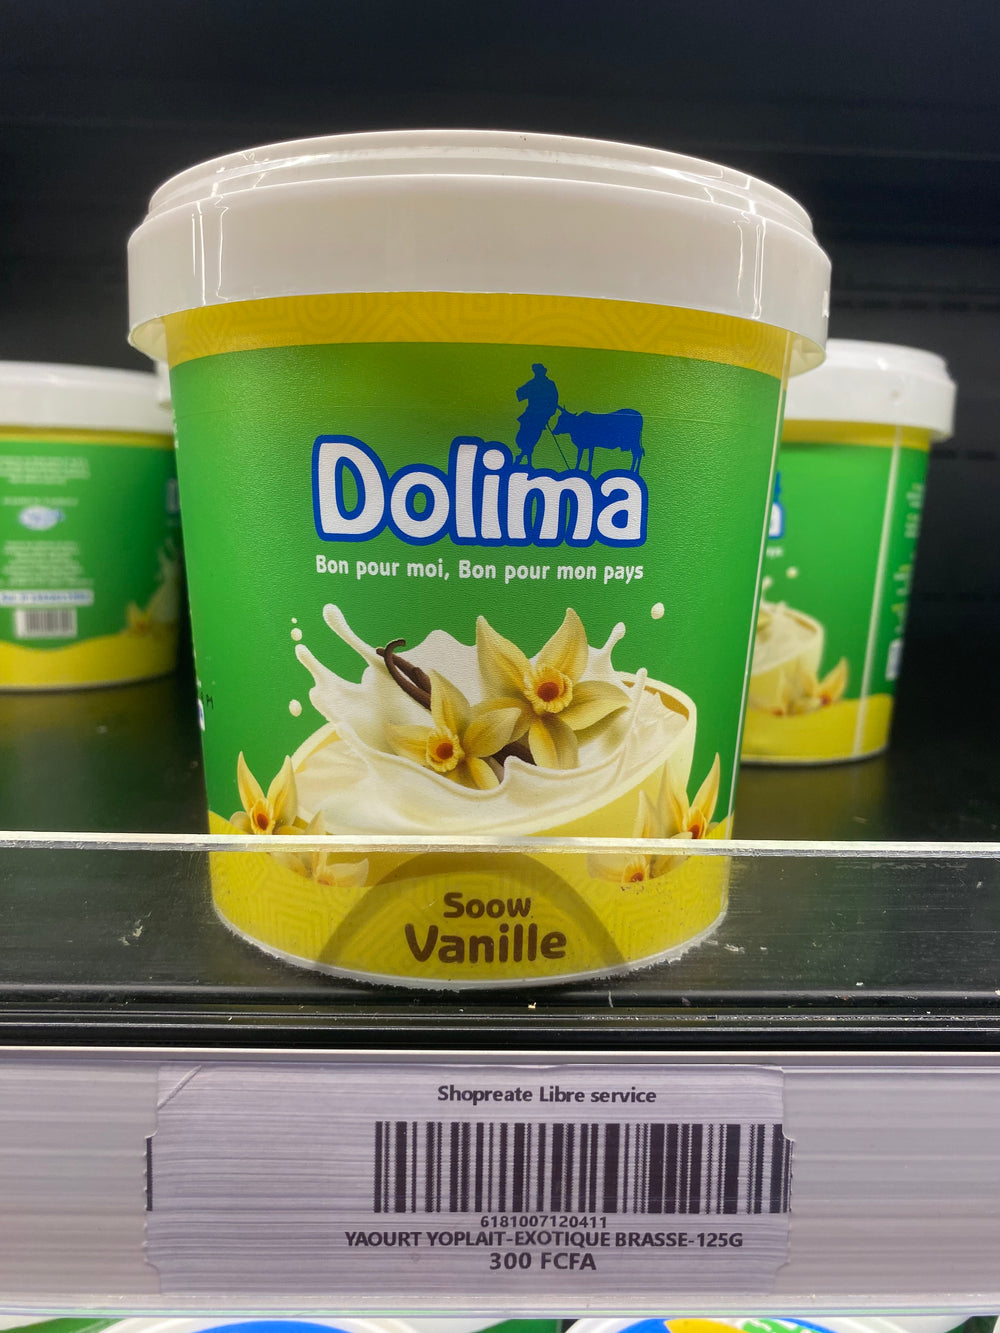 Dolima
Bon pour moi, Bon pour mon pays
Soow
Vanille
Shopreate Libre service
6181007120411
YAOURT YOPLAIT-EXOTIQUE BRASSE-125G
300 FCFA